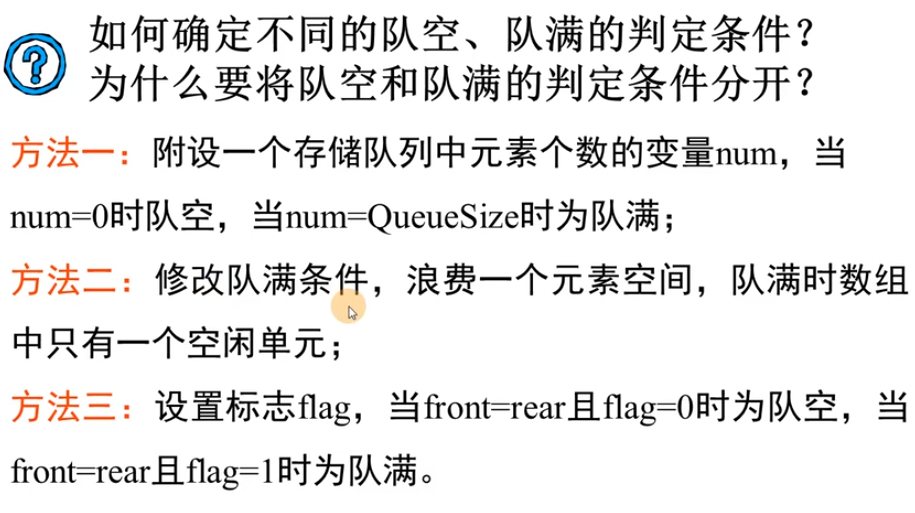 ?
如何确定不同的队空、队满的判定条件？
为什么要将队空和队满的判定条件分开？
方法一：附设一个存储队列中元素个数的变量num，当
num=0时队空，当num=QueueSize时为队满；
方法二：修改队满条件，浪费一个元素空间，队满时数组
中只有一个空闲单元；
方法三：设置标志flag，当front=rear且flag=0时为队空，当
front=rear且flag=1时为队满。